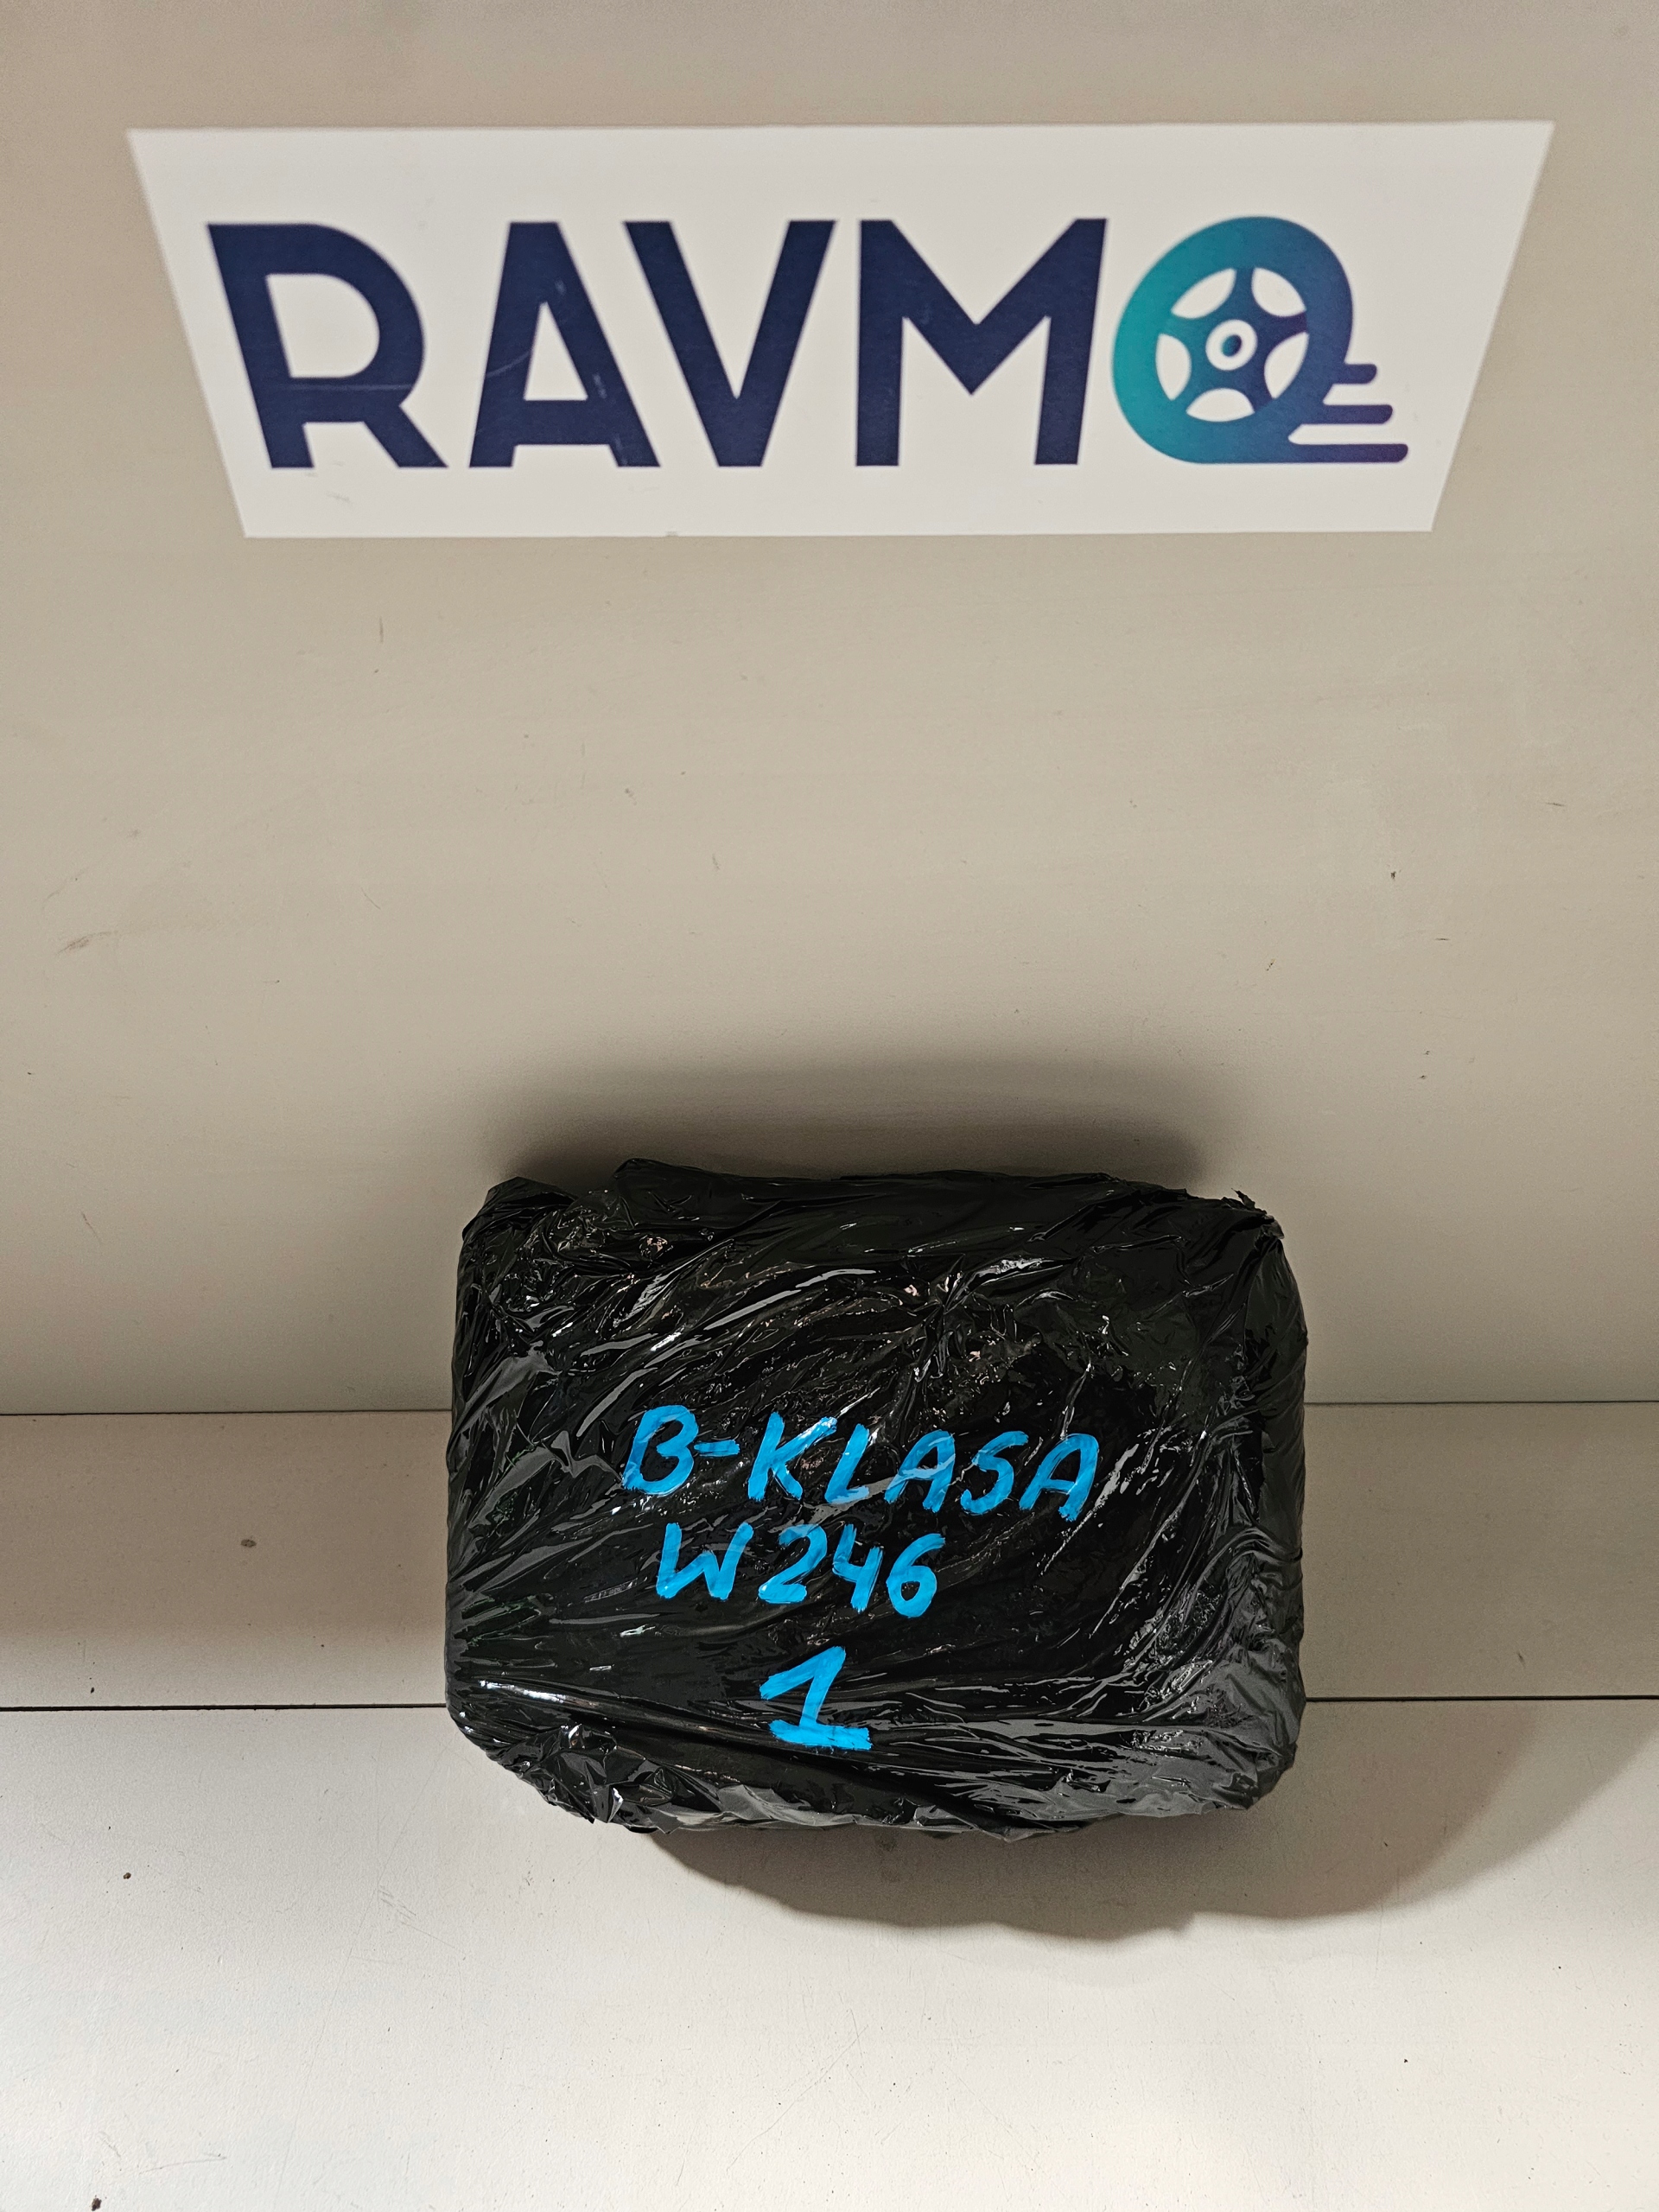 RAVMO
B-KLASA
W246
1